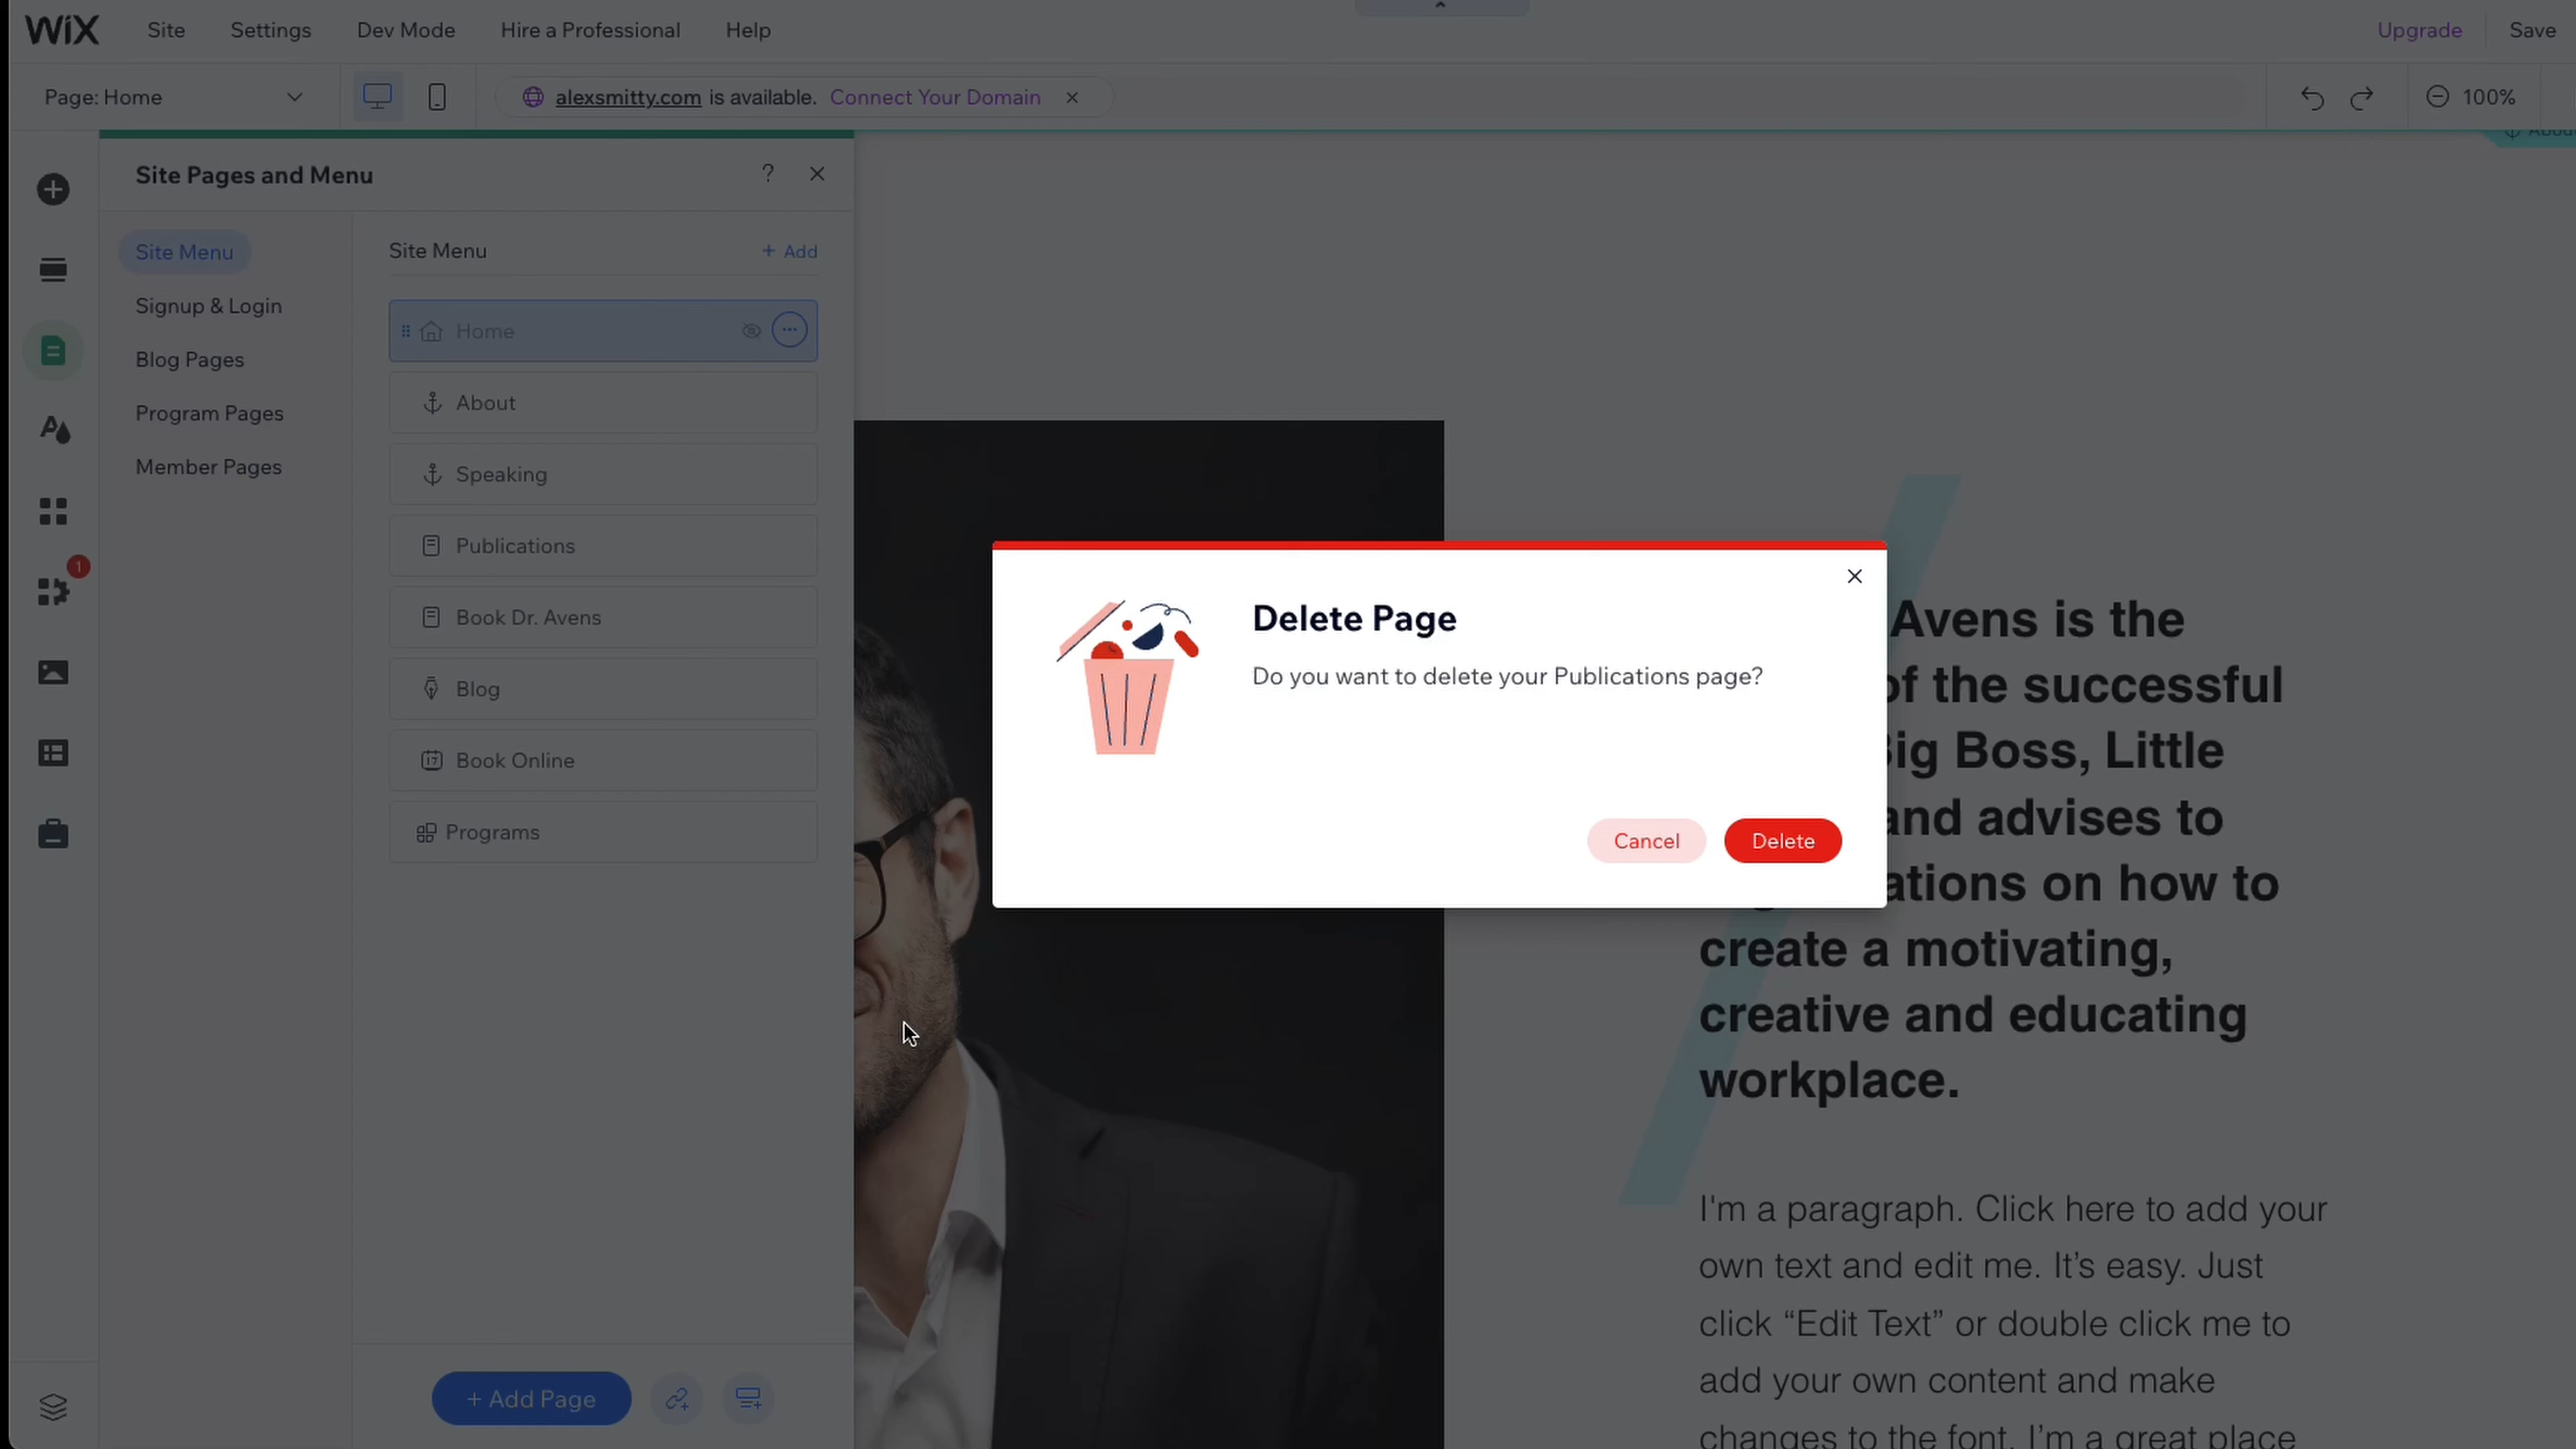 WiX Site Settings Dev Mode Hire a Professional Help Upgrade Save
Page: Home alexsmitty.com is available. Connect Your Domain 100%
Site Pages and Menu ?
Site Menu
Signup & Login
Blog Pages
Program Pages
Member Pages
Site Menu + Add
Home
About
Speaking
Publications
Book Dr. Avens
Blog
17 Book Online
Programs
+ Add Page
1
Delete Page
Do you want to delete your Publications page?
Cancel Delete
Avens is the
of the successful
Big Boss, Little
and advises to
create a motivating,
creative and educating
workplace.
I'm a paragraph. Click here to add your
own text and edit me. It’s easy. Just
click “Edit Text” or double click me to
add your own content and make
changes to the font. I’m a great place